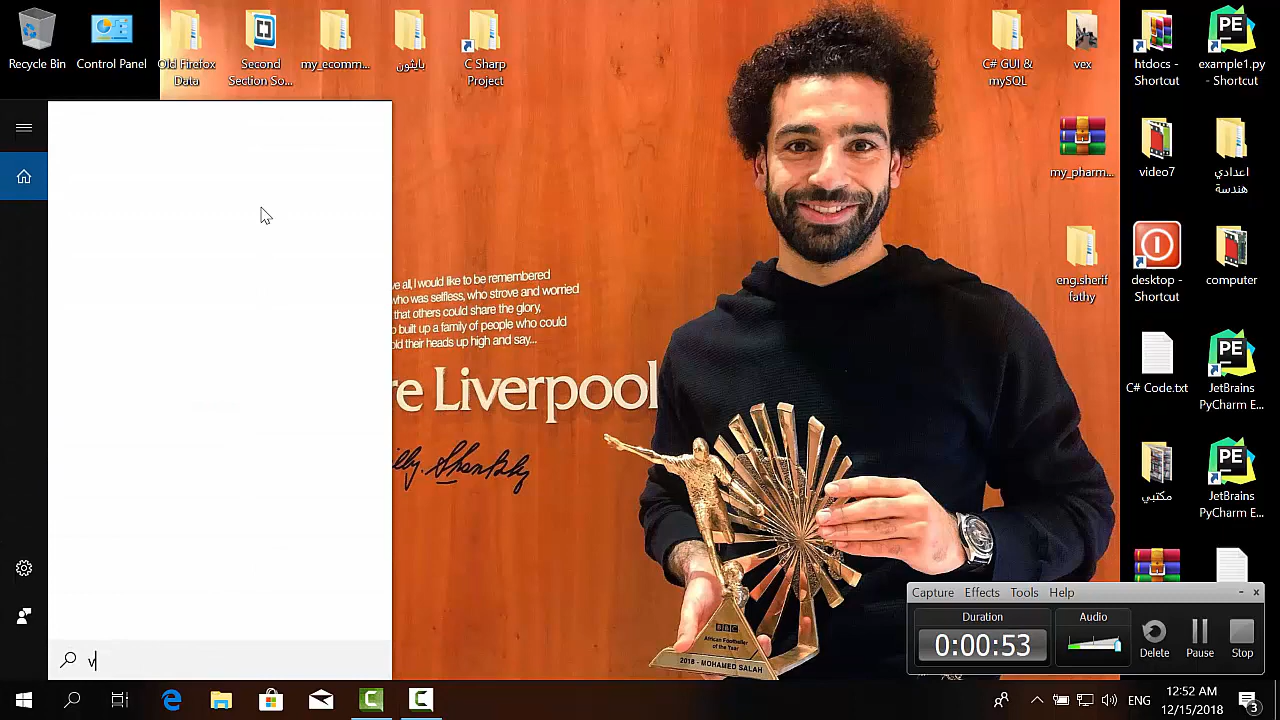 Recycle Bin
Control Panel
Old Firefox
Data
Second
Section So...
my_ecomm...
بايثون
C Sharp
Project
C# GUI &
mySQL
vex
htdocs -
Shortcut
example1.py
- Shortcut
my_pharm...
video7
اعدادي
هندسة
eng.sherif
fathy
desktop -
Shortcut
computer
C# Code.txt
JetBrains
PyCharm E...
مكتبي
JetBrains
PyCharm E...
ve all, I would like to be remembered
who was selfless, who strove and worried
that others could share the glory,
built up a family of people who could
old their heads up high and say...
re Liverpool
BBC
African Footballer
of the Year
2018 - MOHAMED SALAH
v
Capture Effects Tools Help
Duration
Audio
0:00:53
Delete
Pause
Stop
ENG
12:52 AM
12/15/2018
3